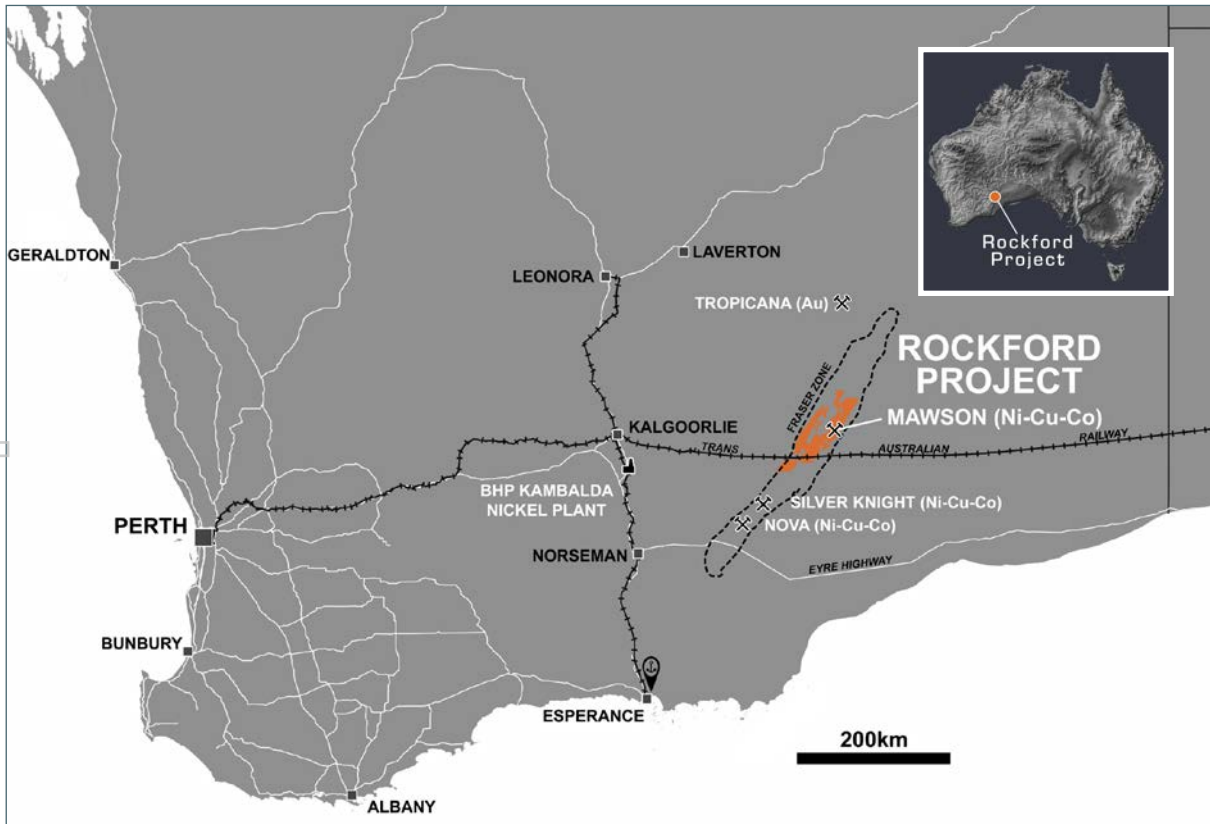 Rockford
Project
GERALDTON
LAVERTON
LEONORA
TROPICANA (Au)
ROCKFORD
PROJECT
FRASER ZONE
MAWSON (Ni-Cu-Co)
KALGOORLIE
TRANS AUSTRALIAN RAILWAY
BHP KAMBALDA
NICKEL PLANT
SILVER KNIGHT (Ni-Cu-Co)
NOVA (Ni-Cu-Co)
PERTH
NORSEMAN
EYRE HIGHWAY
BUNBURY
ESPERANCE
200km
ALBANY